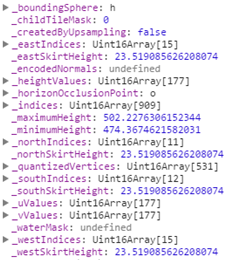 ▶ _boundingSphere: h
_childTileMask: 0
_createdByUpsampling: false
▶ _eastIndices: Uint16Array[15]
_eastSkirtHeight: 23.519085626208074
_encodedNormals: undefined
▶ _heightValues: Uint16Array[177]
▶ _horizonOcclusionPoint: o
▶ _indices: Uint16Array[909]
_maximumHeight: 502.2276306152344
_minimumHeight: 474.3674621582031
▶ _northIndices: Uint16Array[11]
_northSkirtHeight: 23.519085626208074
▶ _quantizedVertices: Uint16Array[531]
▶ _southIndices: Uint16Array[12]
_southSkirtHeight: 23.519085626208074
▶ _uValues: Uint16Array[177]
▶ _vValues: Uint16Array[177]
_waterMask: undefined
▶ _westIndices: Uint16Array[15]
_westSkirtHeight: 23.519085626208074